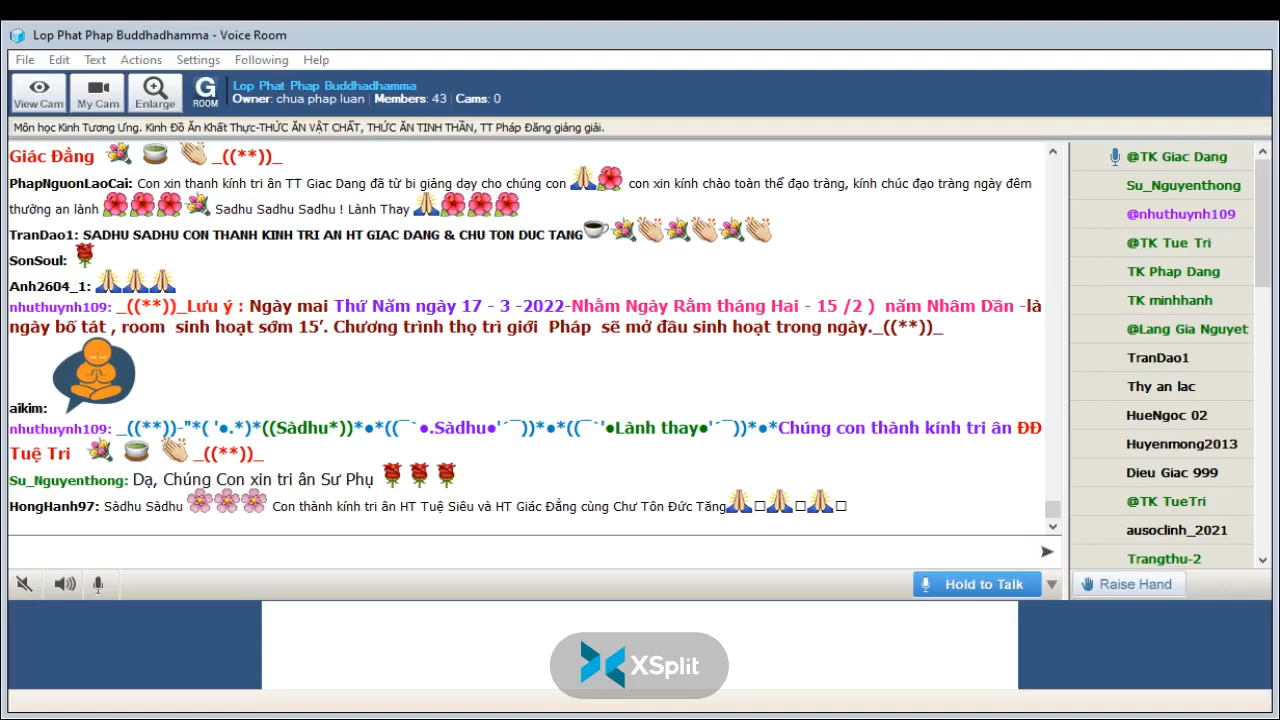 Lop Phat Phap Buddhadhamma - Voice Room
File Edit Text Actions Settings Following Help
View Cam My Cam Enlarge G ROOM
Lop Phat Phap Buddhadhamma
Owner: chua phap luan | Members: 43 | Cams: 0
Môn học Kinh Tương Ưng. Kinh Đồ Ăn Khất Thực-THỨC ĂN VẬT CHẤT, THỨC ĂN TINH THẦN, TT Pháp Đăng giảng giải.
Giác Đẳng _((**))_
PhapNguonLaoCai: Con xin thanh kính tri ân TT Giac Dang đã từ bi giảng dạy cho chúng con con xin kính chào toàn thể đạo tràng, kính chúc đạo tràng ngày đêm
thường an lành Sadhu Sadhu Sadhu ! Lành Thay
TranDao1: SADHU SADHU CON THANH KINH TRI AN HT GIAC DANG & CHU TON DUC TANG
SonSoul:
Anh2604_1:
nhuthuynh109: _((**))_Lưu ý : Ngày mai Thứ Năm ngày 17 - 3 -2022-Nhằm Ngày Rằm tháng Hai - 15 /2 ) năm Nhâm Dần -là
ngày bố tát , room sinh hoạt sớm 15′. Chương trình thọ trì giới Pháp sẽ mở đầu sinh hoạt trong ngày._((**))_
aikim:
nhuthuynh109: _((**))-"*( '●.*)*((Sàdhu*))*●*((¯`●.Sàdhu●'´¯))*●*((¯`'●Lành thay●'´¯))*●*Chúng con thành kính tri ân ĐĐ
Tuệ Tri _((**))_
Su_Nguyenthong: Dạ, Chúng Con xin tri ân Sư Phụ
HongHanh97: Sàdhu Sàdhu Con thành kính tri ân HT Tuệ Siêu và HT Giác Đẳng cùng Chư Tôn Đức Tăng □ □ □
@TK Giac Dang
Su_Nguyenthong
@nhuthuynh109
@TK Tue Tri
TK Phap Dang
TK minhhanh
@Lang Gia Nguyet
TranDao1
Thy an lac
HueNgoc 02
Huyenmong2013
Dieu Giac 999
@TK TueTri
ausoclinh_2021
Trangthu-2
Hold to Talk
Raise Hand
XSplit